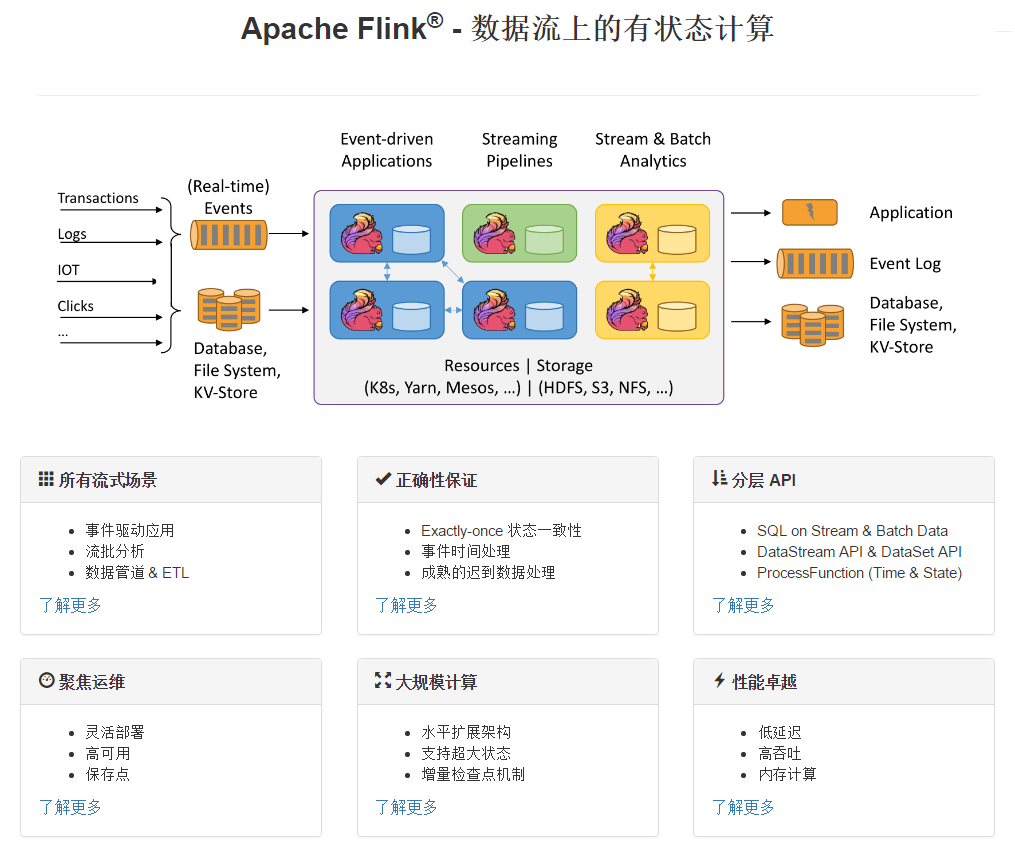 Apache Flink® - 数据流上的有状态计算
Event-driven
Applications
Streaming
Pipelines
Stream & Batch
Analytics
Transactions
Logs
IOT
Clicks
...
(Real-time)
Events
Database,
File System,
KV-Store
Resources | Storage
(K8s, Yarn, Mesos, ...) | (HDFS, S3, NFS, ...)
Application
Event Log
Database,
File System,
KV-Store
所有流式场景
事件驱动应用
流批分析
数据管道 & ETL
了解更多
正确性保证
Exactly-once 状态一致性
事件时间处理
成熟的迟到数据处理
了解更多
分层 API
SQL on Stream & Batch Data
DataStream API & DataSet API
ProcessFunction (Time & State)
了解更多
聚焦运维
灵活部署
高可用
保存点
了解更多
大规模计算
水平扩展架构
支持超大状态
增量检查点机制
了解更多
性能卓越
低延迟
高吞吐
内存计算
了解更多